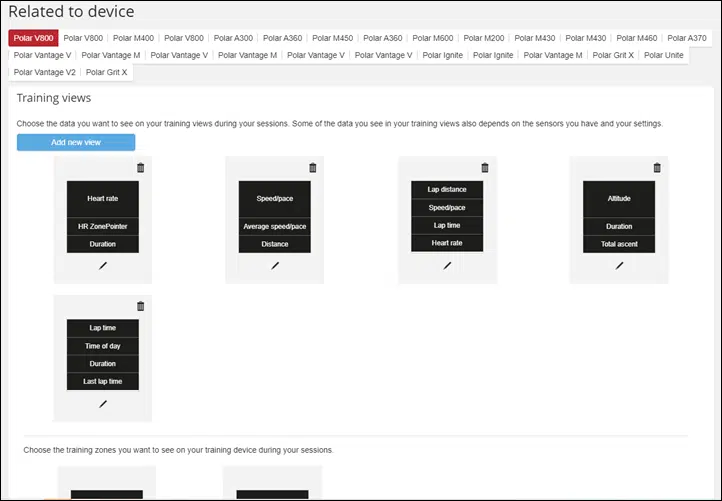 Related to device
Polar V800 Polar V800 Polar M400 Polar V800 Polar A300 Polar A360 Polar M450 Polar A360 Polar M600 Polar M200 Polar M430 Polar M430 Polar M460 Polar A370
Polar Vantage V Polar Vantage M Polar Vantage V Polar Vantage M Polar Vantage V Polar Vantage V Polar Ignite Polar Ignite Polar Vantage M Polar Grit X Polar Unite
Polar Vantage V2 Polar Grit X
Training views
Choose the data you want to see on your training views during your sessions. Some of the data you see in your training views also depends on the sensors you have and your settings.
Add new view
Heart rate
HR ZonePointer
Duration
Speed/pace
Average speed/pace
Distance
Lap distance
Speed/pace
Lap time
Heart rate
Altitude
Duration
Total ascent
Lap time
Time of day
Duration
Last lap time
Choose the training zones you want to see on your training device during your sessions.